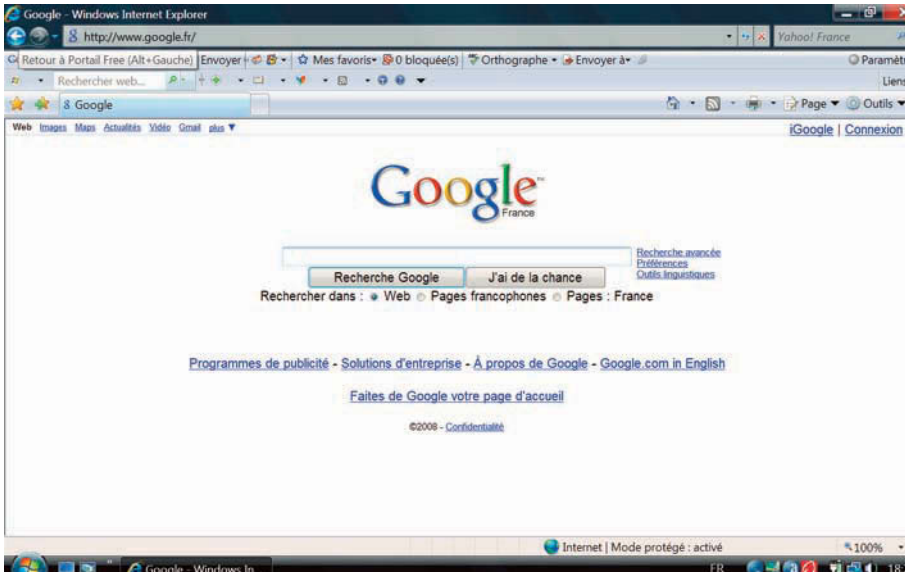 Google - Windows Internet Explorer
http://www.google.fr/ Yahoo! France
Retour à Portail Free (Alt+Gauche) Envoyer Mes favoris 0 bloquée(s) Orthographe Envoyer à
Rechercher web... Liens
Google Page Outils
Web Images Maps Actualités Vidéo Gmail plus ▼ iGoogle | Connexion
Google™
France
Recherche avancée
Préférences
Outils linguistiques
Recherche Google J'ai de la chance
Rechercher dans : Web Pages francophones Pages : France
Programmes de publicité - Solutions d'entreprise - À propos de Google - Google.com in English
Faites de Google votre page d'accueil
©2008 - Confidentialité
Internet | Mode protégé : activé 100%
Google - Windows In... FR